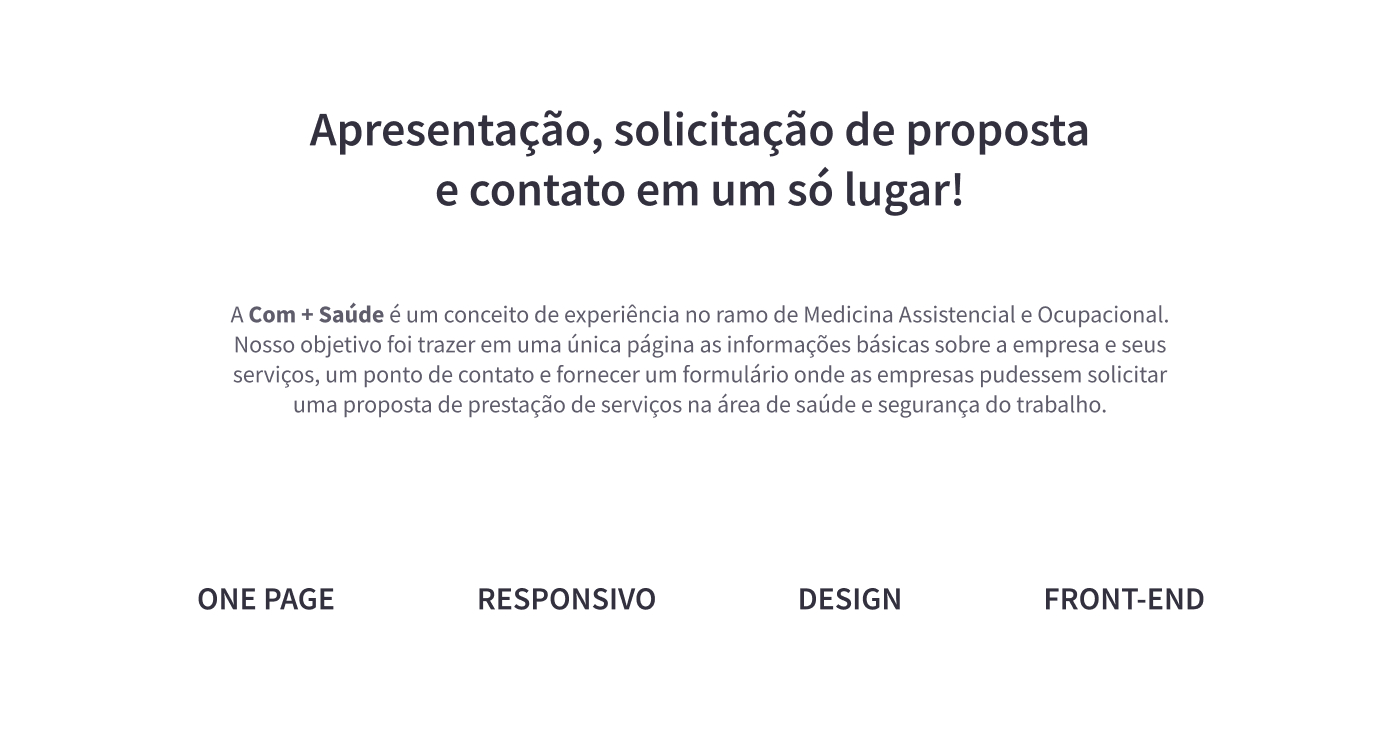 Apresentação, solicitação de proposta
e contato em um só lugar!
A Com + Saúde é um conceito de experiência no ramo de Medicina Assistencial e Ocupacional.
Nosso objetivo foi trazer em uma única página as informações básicas sobre a empresa e seus
serviços, um ponto de contato e fornecer um formulário onde as empresas pudessem solicitar
uma proposta de prestação de serviços na área de saúde e segurança do trabalho.
ONE PAGE RESPONSIVO DESIGN FRONT-END